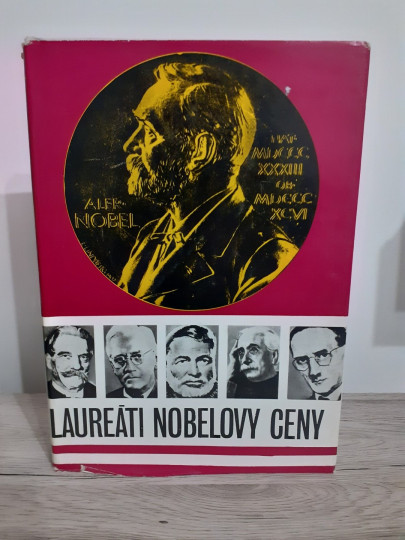 ALFR·
NOBEL
NAT·
MDCCC
XXXIII
OB·
MDCCC
XCVI
LAUREÁTI NOBELOVY CENY